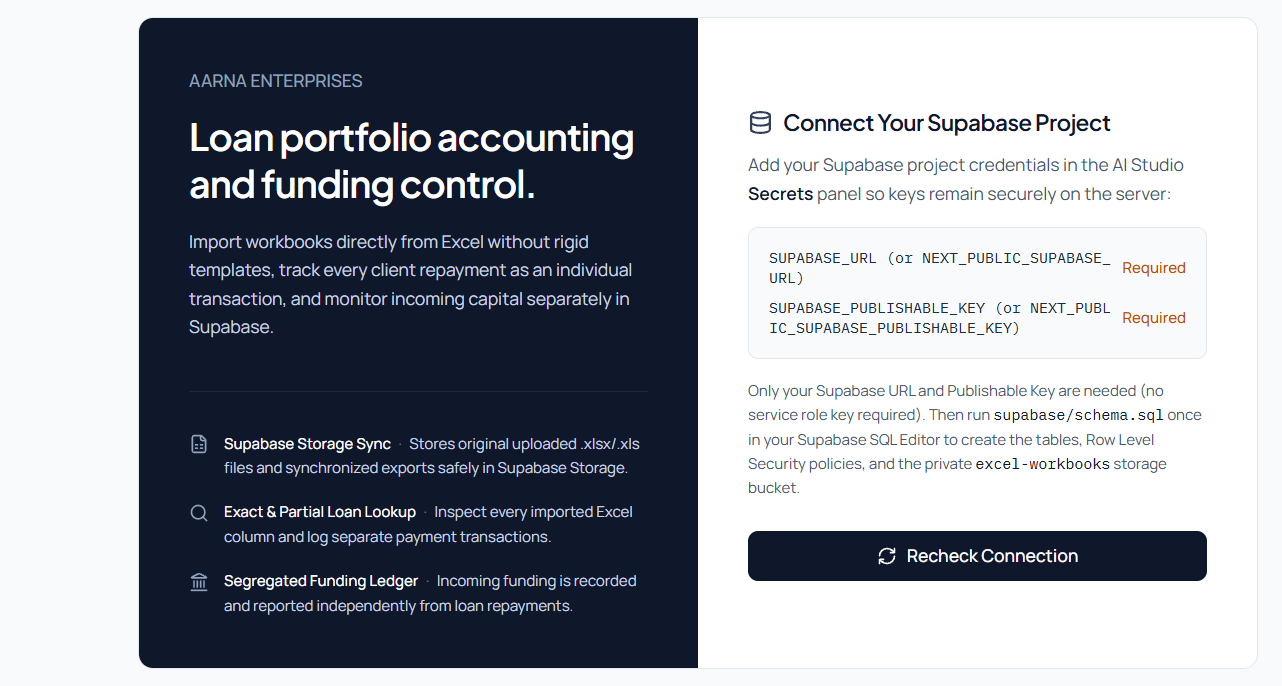 AARNA ENTERPRISES
Loan portfolio accounting
and funding control.
Import workbooks directly from Excel without rigid
templates, track every client repayment as an individual
transaction, and monitor incoming capital separately in
Supabase.
Supabase Storage Sync · Stores original uploaded .xlsx/.xls
files and synchronized exports safely in Supabase Storage.
Exact & Partial Loan Lookup · Inspect every imported Excel
column and log separate payment transactions.
Segregated Funding Ledger · Incoming funding is recorded
and reported independently from loan repayments.
Connect Your Supabase Project
Add your Supabase project credentials in the AI Studio
Secrets panel so keys remain securely on the server:
SUPABASE_URL (or NEXT_PUBLIC_SUPABASE_
URL)
Required
SUPABASE_PUBLISHABLE_KEY (or NEXT_PUBL
IC_SUPABASE_PUBLISHABLE_KEY)
Required
Only your Supabase URL and Publishable Key are needed (no
service role key required). Then run supabase/schema.sql once
in your Supabase SQL Editor to create the tables, Row Level
Security policies, and the private excel-workbooks storage
bucket.
Recheck Connection